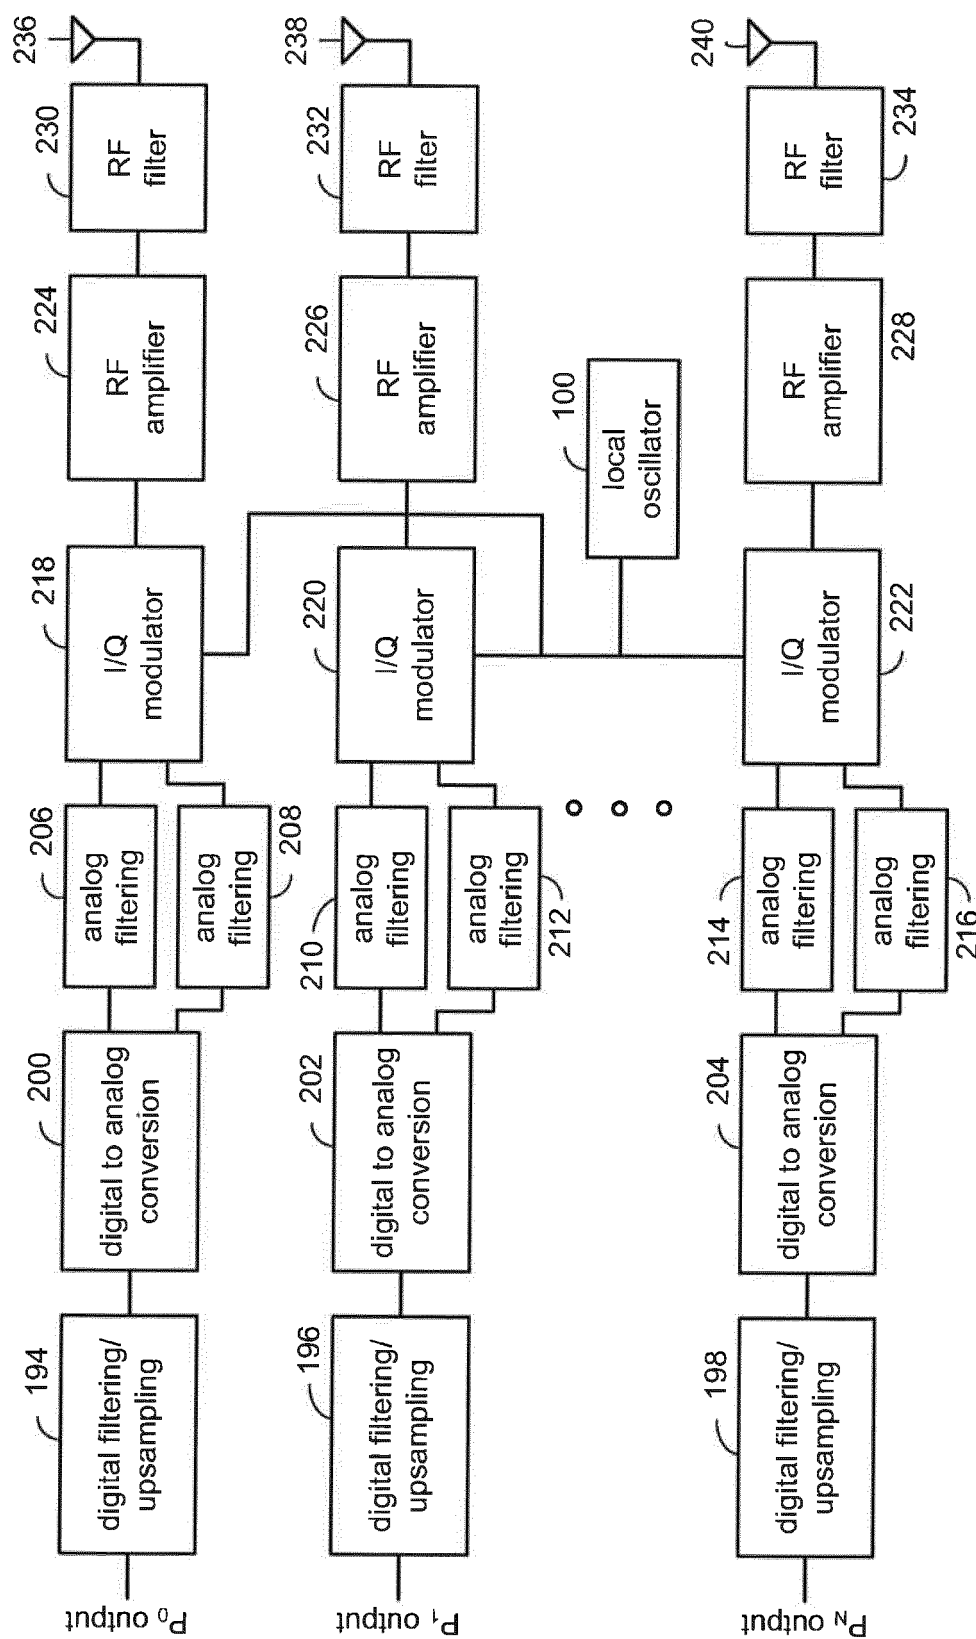 P0 output
194
digital filtering/
upsampling
200
digital to analog
conversion
206
analog
filtering
analog
filtering
208
218
I/Q
modulator
224
RF
amplifier
230
RF
filter
236
P1 output
196
digital filtering/
upsampling
202
digital to analog
conversion
210
analog
filtering
analog
filtering
212
220
I/Q
modulator
226
RF
amplifier
232
RF
filter
238
100
local
oscillator
PN output
198
digital filtering/
upsampling
204
digital to analog
conversion
214
analog
filtering
analog
filtering
216
I/Q
modulator
222
RF
amplifier
228
RF
filter
234
240